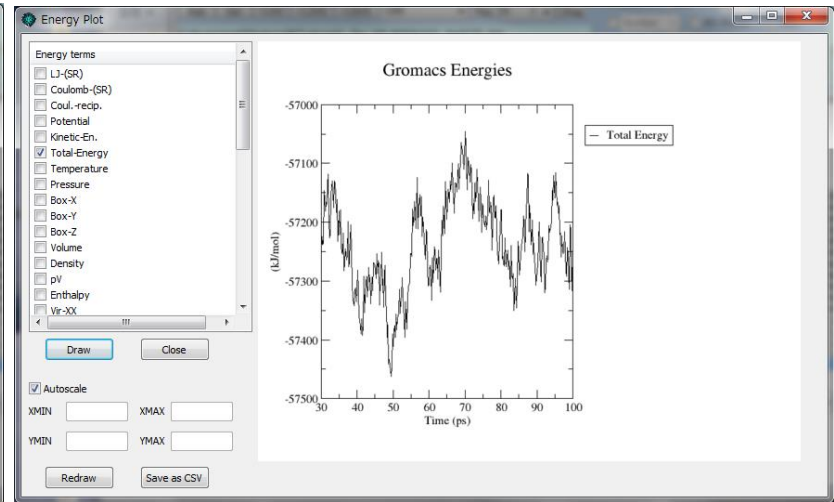 Energy Plot
Energy terms
LJ-(SR)
Coulomb-(SR)
Coul.-recip.
Potential
Kinetic-En.
Total-Energy
Temperature
Pressure
Box-X
Box-Y
Box-Z
Volume
Density
pV
Enthalpy
Vir-XX
Draw
Close
Autoscale
XMIN
XMAX
YMIN
YMAX
Redraw
Save as CSV
Gromacs Energies
-57000
-57100
-57200
-57300
-57400
-57500
(kJ/mol)
30 40 50 60 70 80 90 100
Time (ps)
Total Energy